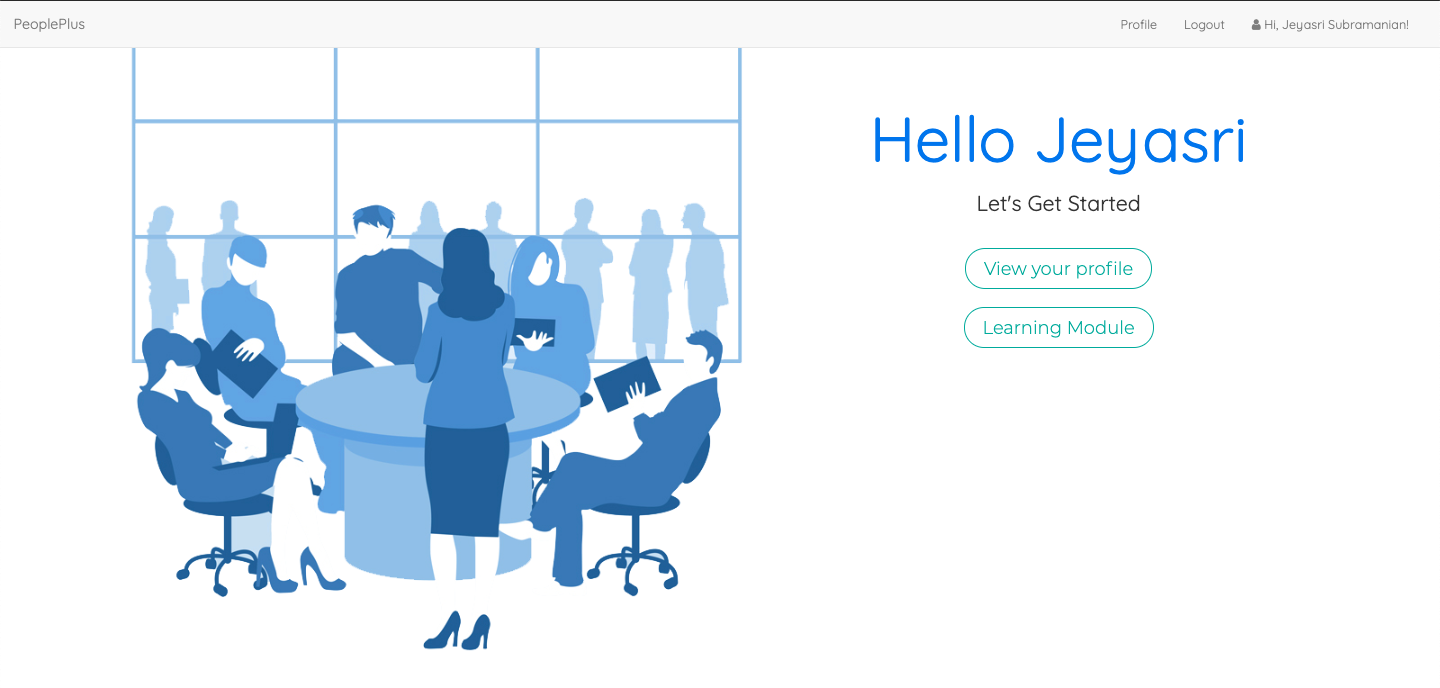 PeoplePlus
Profile
Logout
Hi, Jeyasri Subramanian!
Hello Jeyasri
Let's Get Started
View your profile
Learning Module